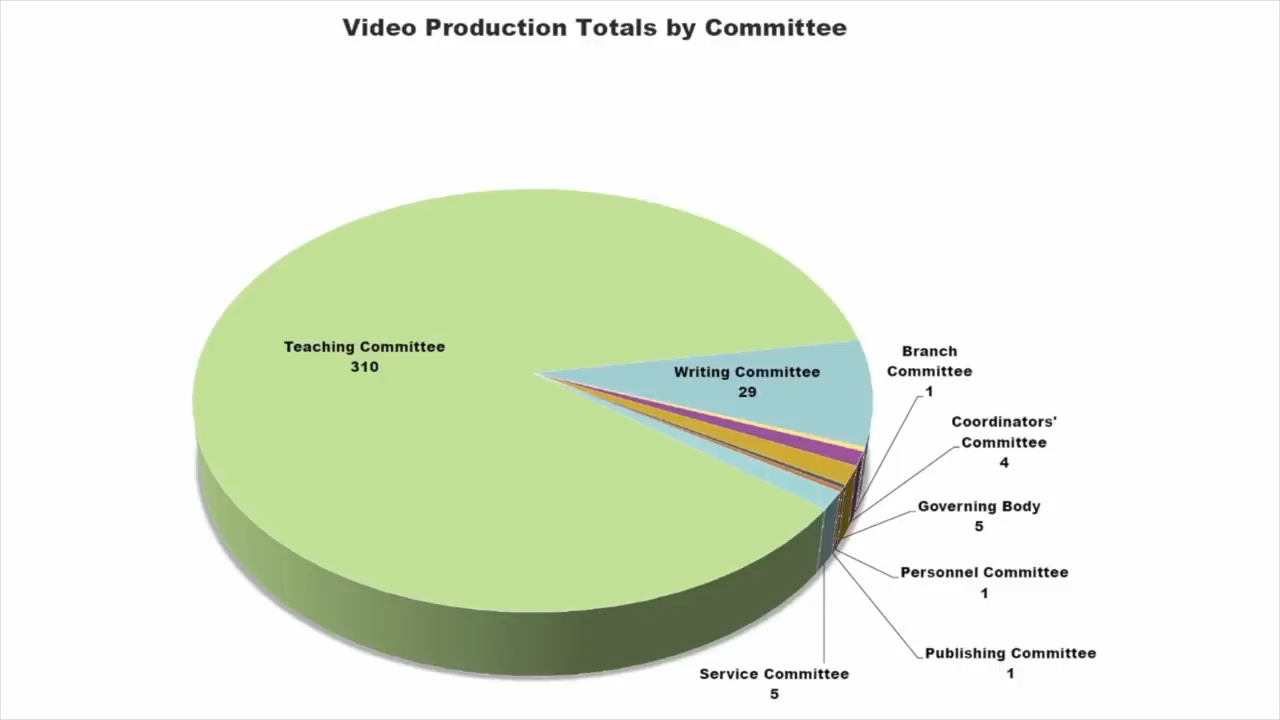 Video Production Totals by Committee
Teaching Committee
310
Writing Committee
29
Branch
Committee
1
Coordinators'
Committee
4
Governing Body
5
Personnel Committee
1
Publishing Committee
1
Service Committee
5